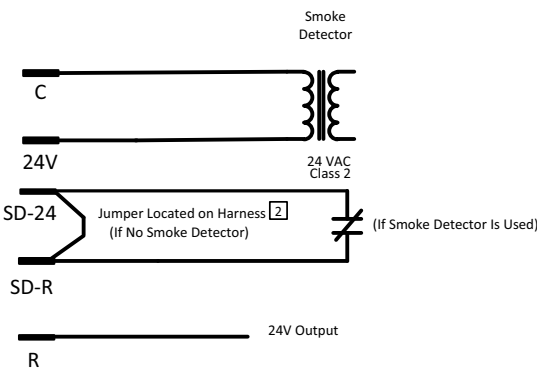 Smoke
Detector
C
24V
24 VAC
Class 2
SD-24
Jumper Located on Harness 2
(If No Smoke Detector)
(If Smoke Detector Is Used)
SD-R
24V Output
R